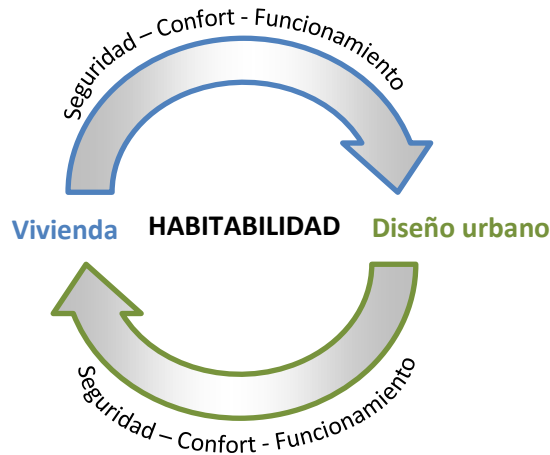 Seguridad – Confort - Funcionamiento
Vivienda HABITABILIDAD Diseño urbano
Seguridad – Confort - Funcionamiento